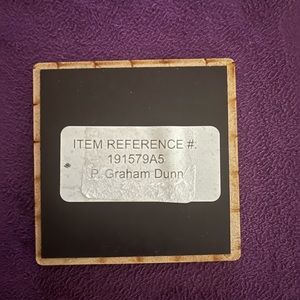 ITEM REFERENCE #.
191579A5
P. Graham Dunn